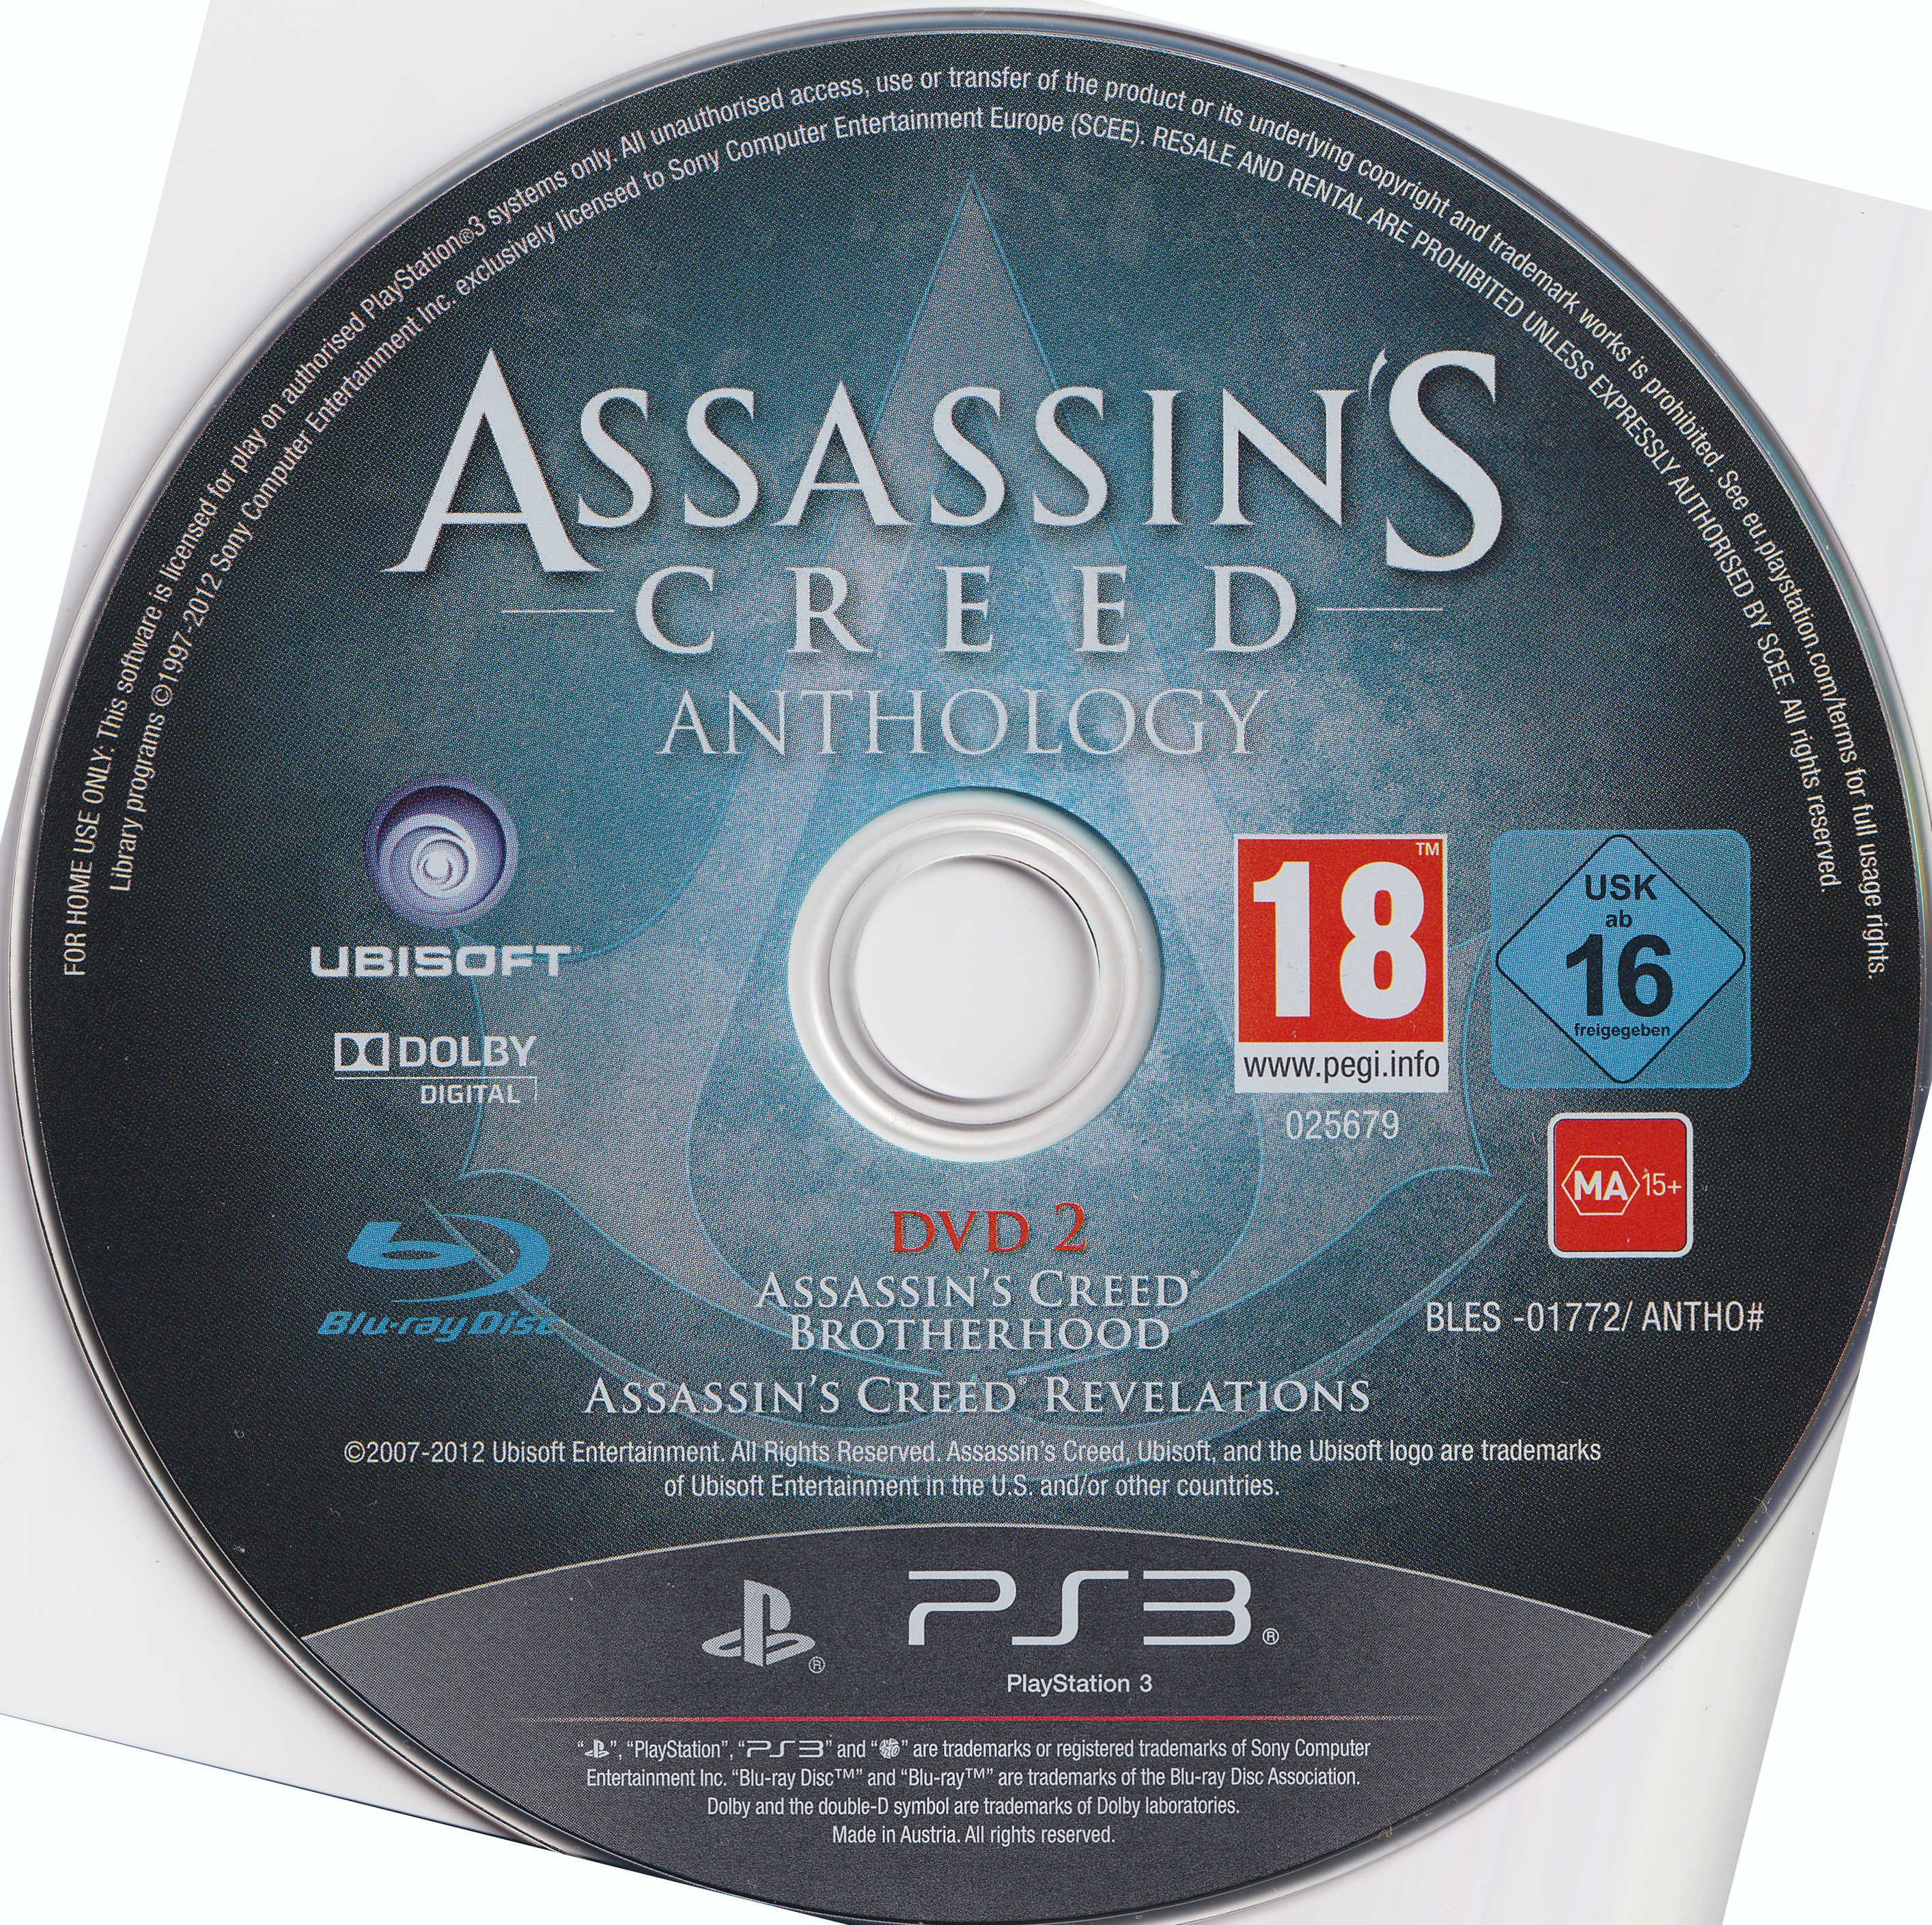 FOR HOME USE ONLY: This software is licensed for play on authorised PlayStation®3 systems only. All unauthorised access, use or transfer of the product or its underlying copyright and trademark works is prohibited. See eu.playstation.com/terms for full usage rights.
Library programs ©1997-2012 Sony Computer Entertainment Inc. exclusively licensed to Sony Computer Entertainment Europe (SCEE). RESALE AND RENTAL ARE PROHIBITED UNLESS EXPRESSLY AUTHORISED BY SCEE. All rights reserved
ASSASSIN'S
CREED
ANTHOLOGY
UBISOFT
DOLBY
DIGITAL
18™
www.pegi.info
025679
USK
ab
16
freigegeben
MA 15+
Blu-ray Disc
DVD 2
ASSASSIN'S CREED®
BROTHERHOOD
ASSASSIN'S CREED® REVELATIONS
BLES -01772/ ANTHO#
©2007-2012 Ubisoft Entertainment. All Rights Reserved. Assassin's Creed, Ubisoft, and the Ubisoft logo are trademarks
of Ubisoft Entertainment in the U.S. and/or other countries.
PS3®
®
PlayStation 3
“”, “PlayStation”, “PS3” and “” are trademarks or registered trademarks of Sony Computer
Entertainment Inc. “Blu-ray Disc™” and “Blu-ray™” are trademarks of the Blu-ray Disc Association.
Dolby and the double-D symbol are trademarks of Dolby laboratories.
Made in Austria. All rights reserved.